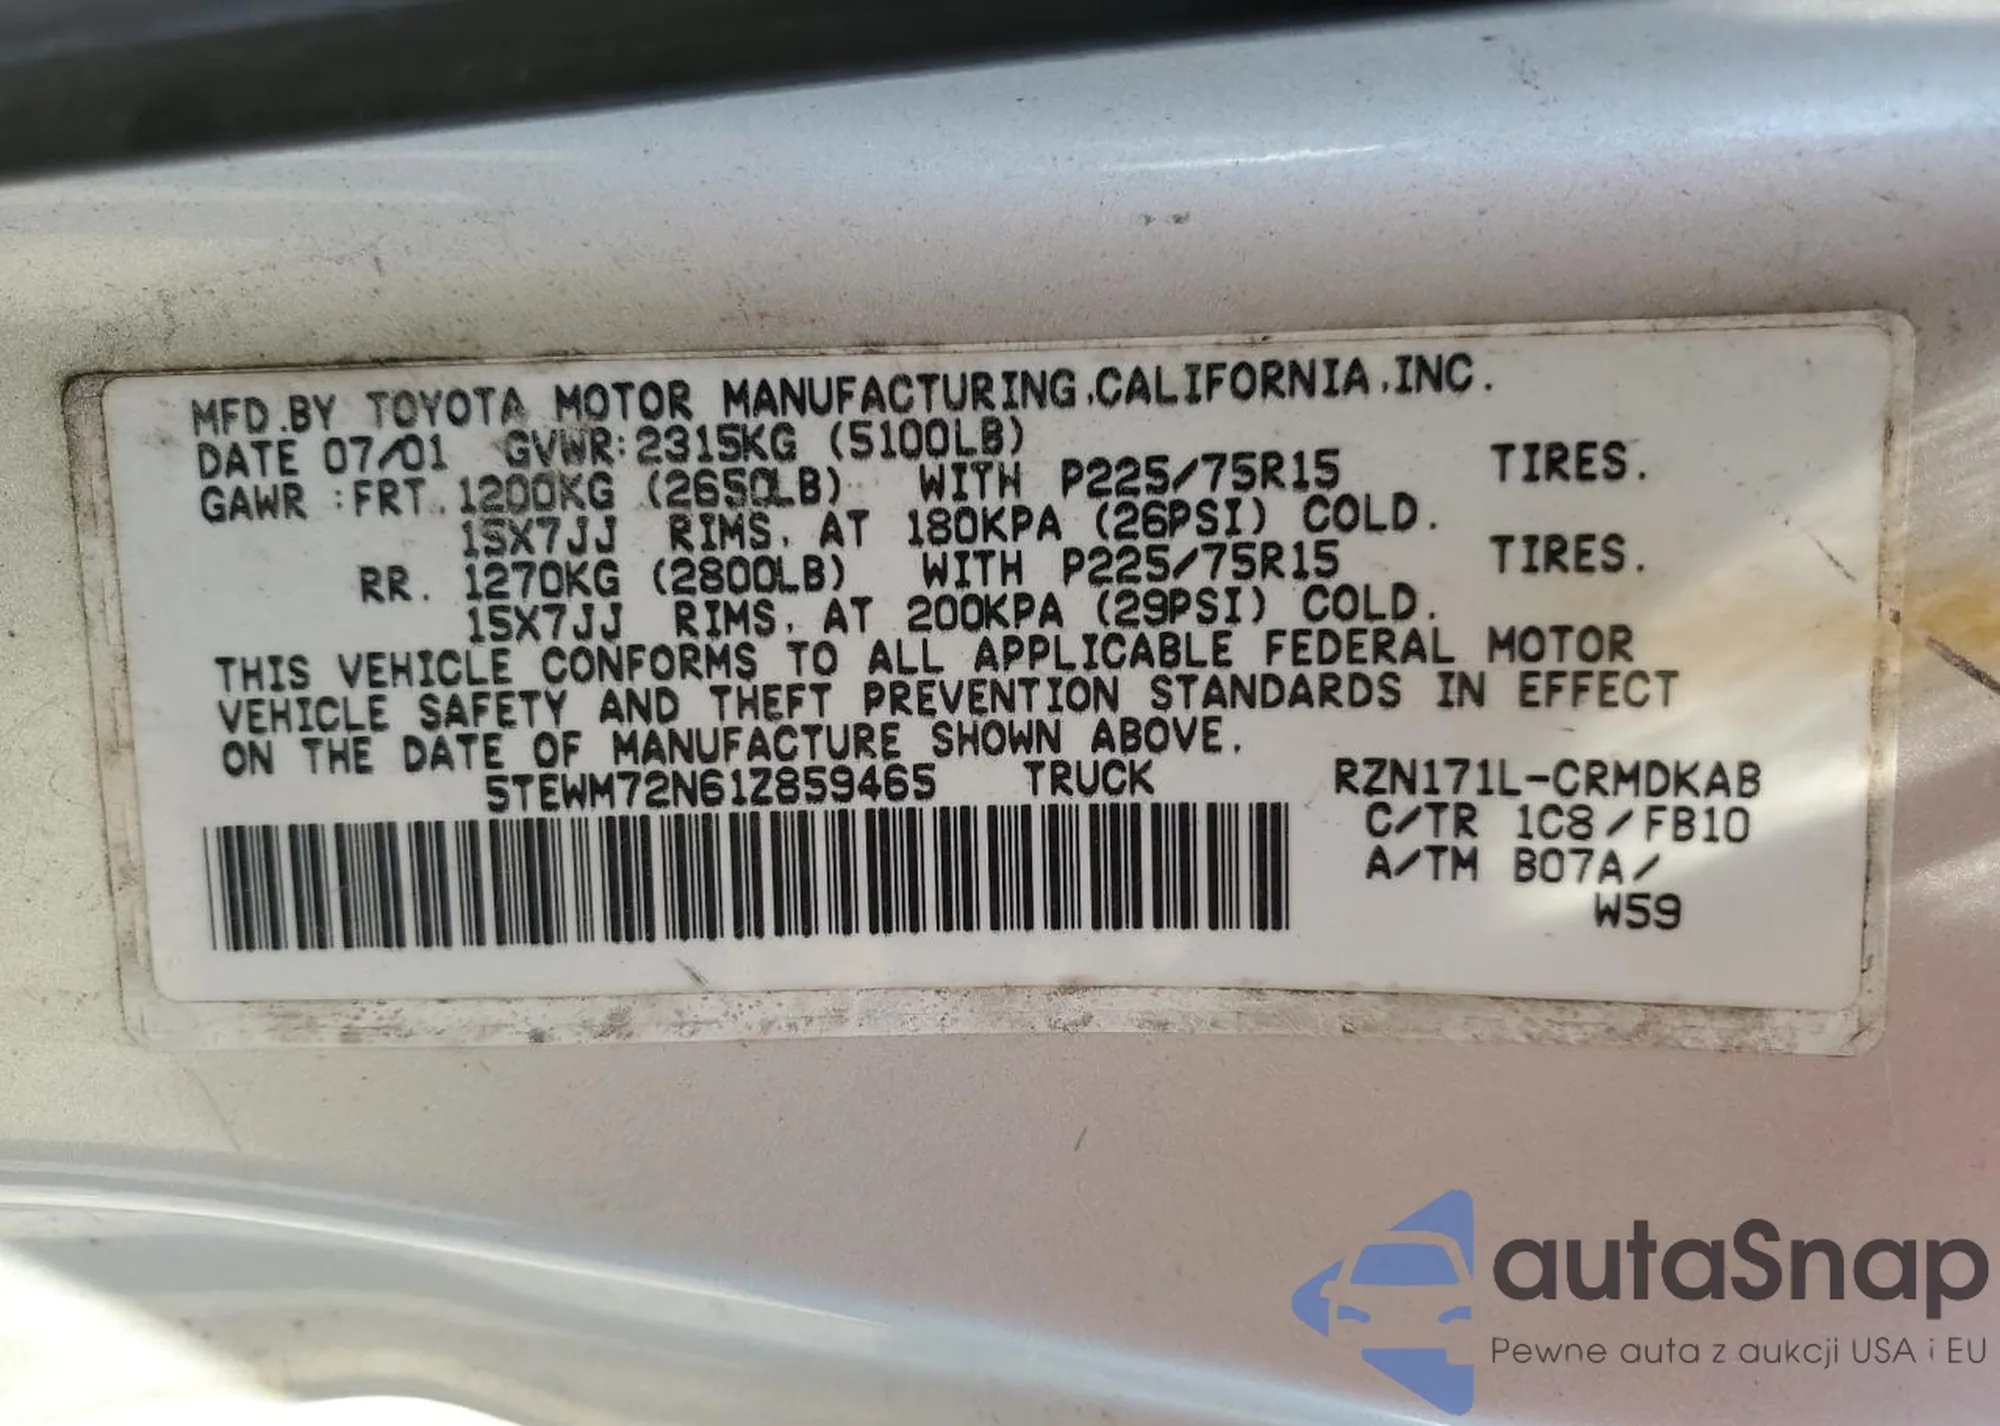 MFD.BY TOYOTA MOTOR MANUFACTURING,CALIFORNIA,INC.
DATE 07/01 GVWR:2315KG (5100LB)
GAWR :FRT. 1200KG (2650LB) WITH P225/75R15 TIRES.
15X7JJ RIMS, AT 180KPA (26PSI) COLD.
RR. 1270KG (2800LB) WITH P225/75R15 TIRES.
15X7JJ RIMS, AT 200KPA (29PSI) COLD.
THIS VEHICLE CONFORMS TO ALL APPLICABLE FEDERAL MOTOR
VEHICLE SAFETY AND THEFT PREVENTION STANDARDS IN EFFECT
ON THE DATE OF MANUFACTURE SHOWN ABOVE.
5TEWM72N61Z859465 TRUCK RZN171L-CRMDKAB
C/TR 1C8/FB10
A/TM B07A/
W59
autaSnap
Pewne auta z aukcji USA i EU